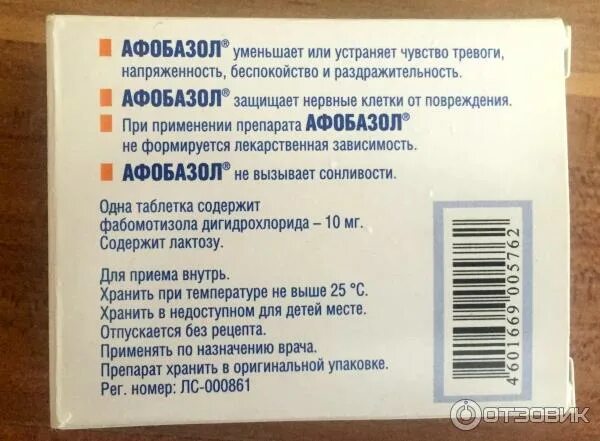 АФОБАЗОЛ® уменьшает или устраняет чувство тревоги,
напряженность, беспокойство и раздражительность.
АФОБАЗОЛ® защищает нервные клетки от повреждения.
При применении препарата АФОБАЗОЛ®
не формируется лекарственная зависимость.
АФОБАЗОЛ® не вызывает сонливости.
Одна таблетка содержит
фабомотизола дигидрохлорида – 10 мг.
Содержит лактозу.
Для приема внутрь.
Хранить при температуре не выше 25 °С.
Хранить в недоступном для детей месте.
Отпускается без рецепта.
Применять по назначению врача.
Препарат хранить в оригинальной упаковке.
Рег. номер: ЛС-000861
4601669005762
ОТЗОВИК